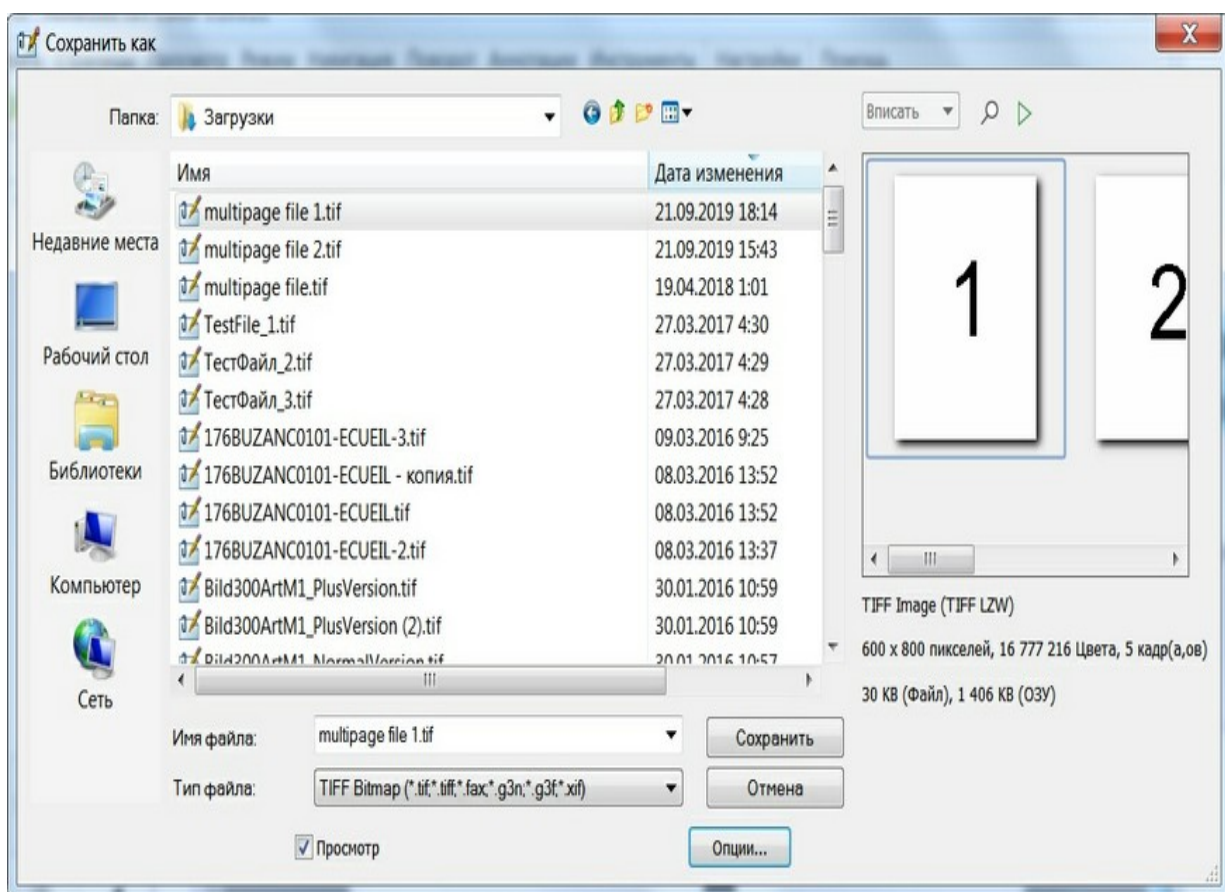 Сохранить как
X
Папка:
Загрузки
Вписать
Имя
Дата изменения
multipage file 1.tif 21.09.2019 18:14
multipage file 2.tif 21.09.2019 15:43
multipage file.tif 19.04.2018 1:01
TestFile_1.tif 27.03.2017 4:30
ТестФайл_2.tif 27.03.2017 4:29
ТестФайл_3.tif 27.03.2017 4:28
176BUZANC0101-ECUEIL-3.tif 09.03.2016 9:25
176BUZANC0101-ECUEIL - копия.tif 08.03.2016 13:52
176BUZANC0101-ECUEIL.tif 08.03.2016 13:52
176BUZANC0101-ECUEIL-2.tif 08.03.2016 13:37
Bild300ArtM1_PlusVersion.tif 30.01.2016 10:59
Bild300ArtM1_PlusVersion (2).tif 30.01.2016 10:59
Bild300ArtM1_NormalVersion.tif 30.01.2016 10:57
Недавние места
Рабочий стол
Библиотеки
Компьютер
Сеть
1
2
TIFF Image (TIFF LZW)
600 x 800 пикселей, 16 777 216 Цвета, 5 кадр(а,ов)
30 KB (Файл), 1 406 KB (ОЗУ)
Имя файла:
multipage file 1.tif
Сохранить
Тип файла:
TIFF Bitmap (*.tif;*.tiff;*.fax;*.g3n;*.g3f;*.xif)
Отмена
Просмотр
Опции...